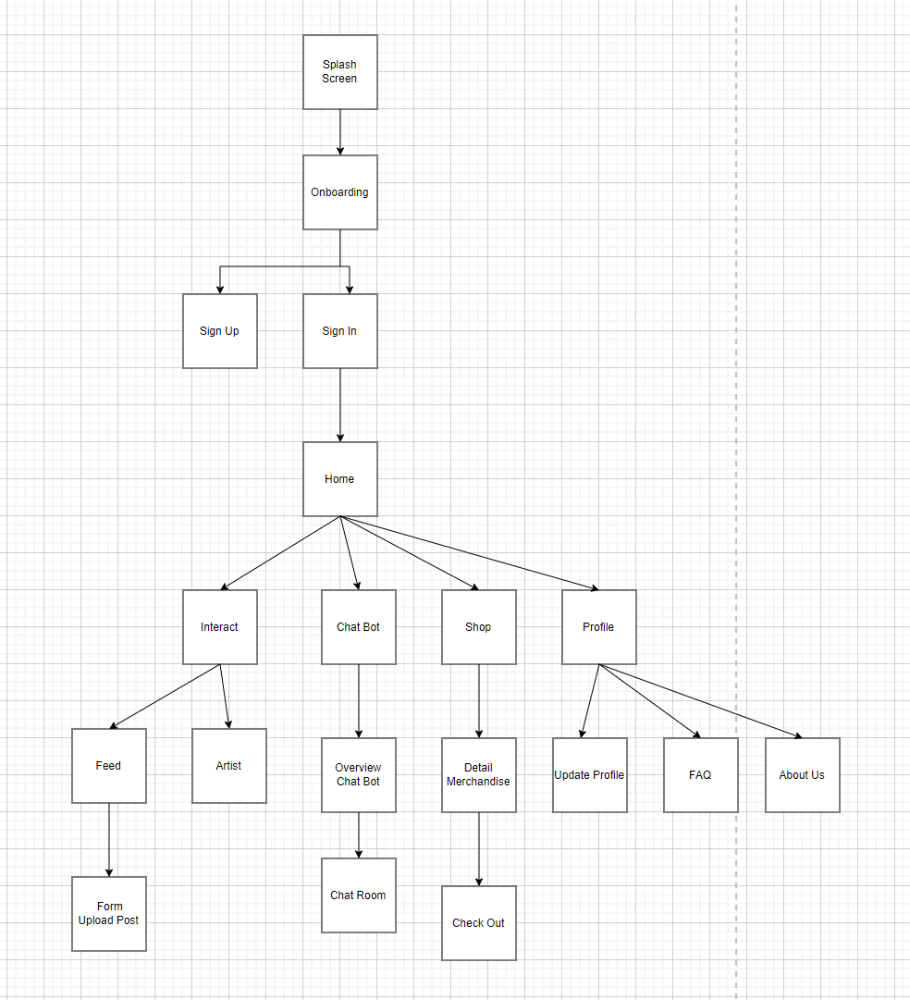 Splash
Screen
Onboarding
Sign Up
Sign In
Home
Interact
Chat Bot
Shop
Profile
Feed
Artist
Overview
Chat Bot
Detail
Merchandise
Update Profile
FAQ
About Us
Form
Upload Post
Chat Room
Check Out